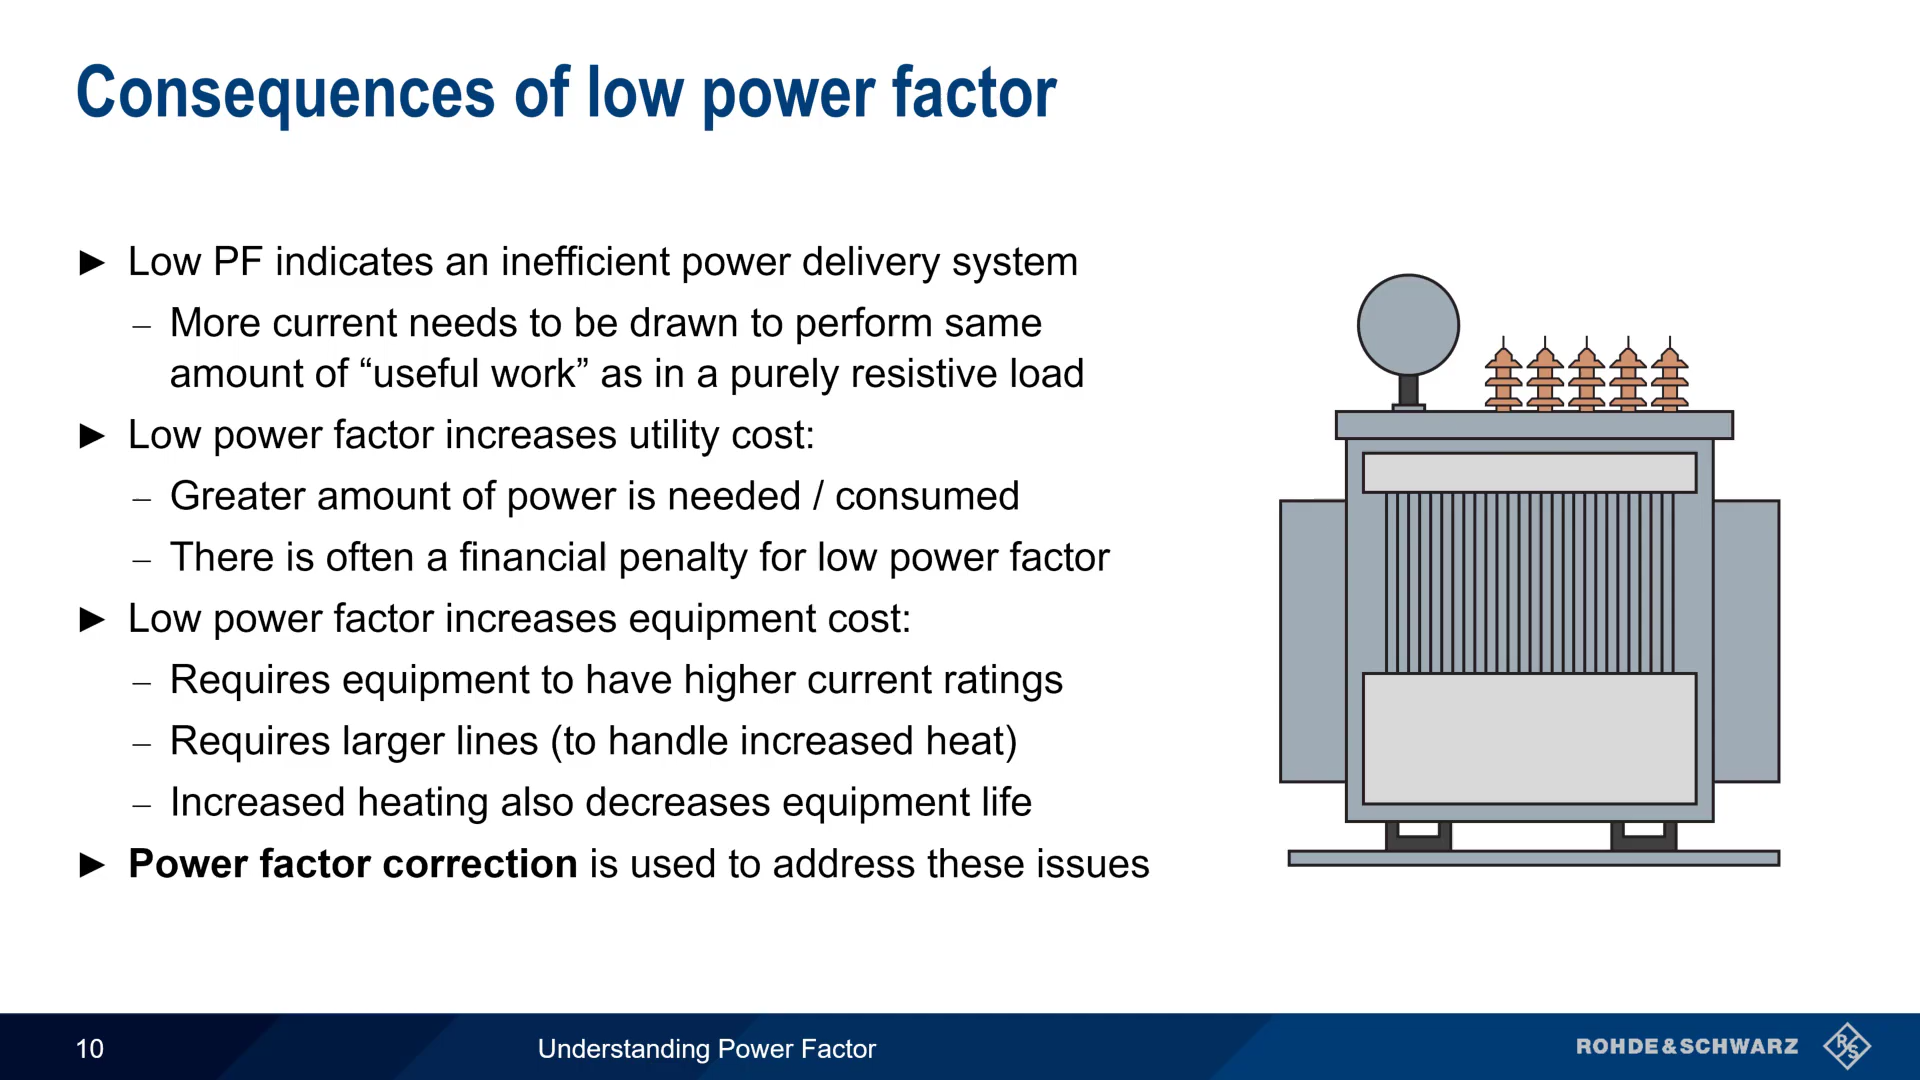 Consequences of low power factor
► Low PF indicates an inefficient power delivery system
– More current needs to be drawn to perform same
amount of “useful work” as in a purely resistive load
► Low power factor increases utility cost:
– Greater amount of power is needed / consumed
– There is often a financial penalty for low power factor
► Low power factor increases equipment cost:
– Requires equipment to have higher current ratings
– Requires larger lines (to handle increased heat)
– Increased heating also decreases equipment life
► Power factor correction is used to address these issues
10
Understanding Power Factor
ROHDE&SCHWARZ
R&S